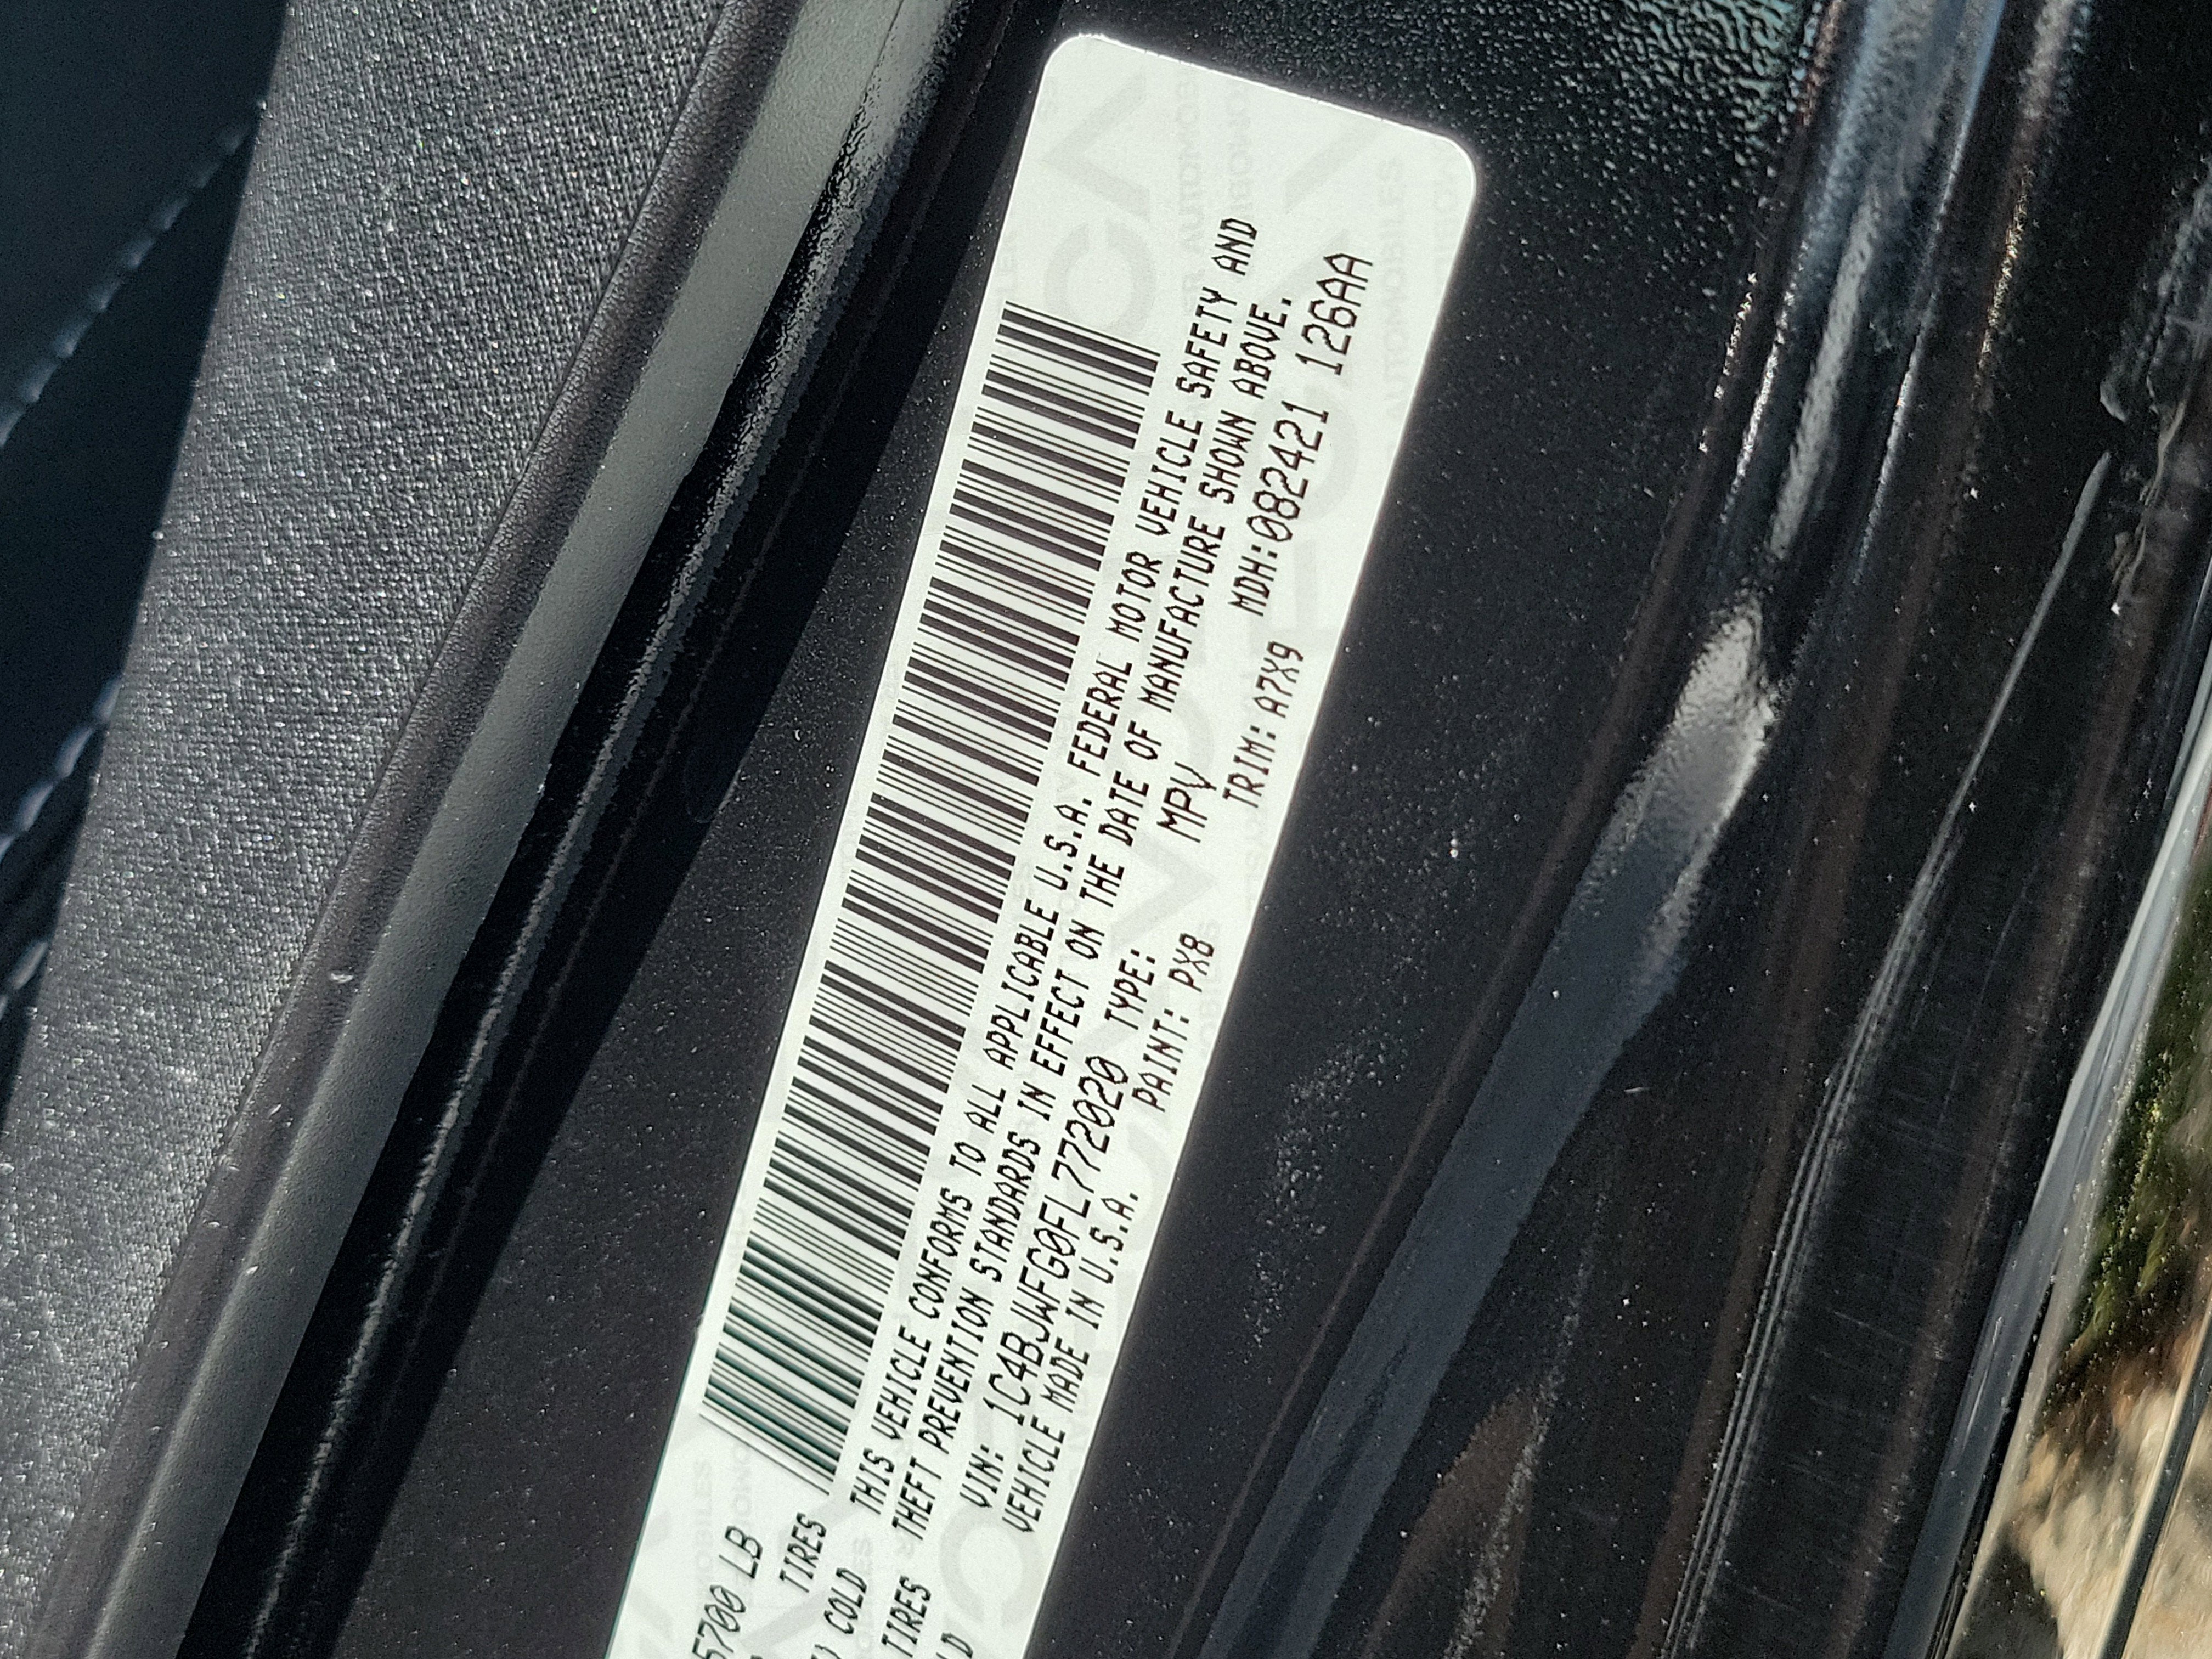 5700 LB
TIRES
COLD
TIRES
LD
THIS VEHICLE CONFORMS TO ALL APPLICABLE U.S.A. FEDERAL MOTOR VEHICLE SAFETY AND
THEFT PREVENTION STANDARDS IN EFFECT ON THE DATE OF MANUFACTURE SHOWN ABOVE.
VIN: 1C4BJWFG0FL772020 TYPE: MPV MDH:082421 126AA
VEHICLE MADE IN U.S.A. PAINT: PX8 TRIM: A7X9